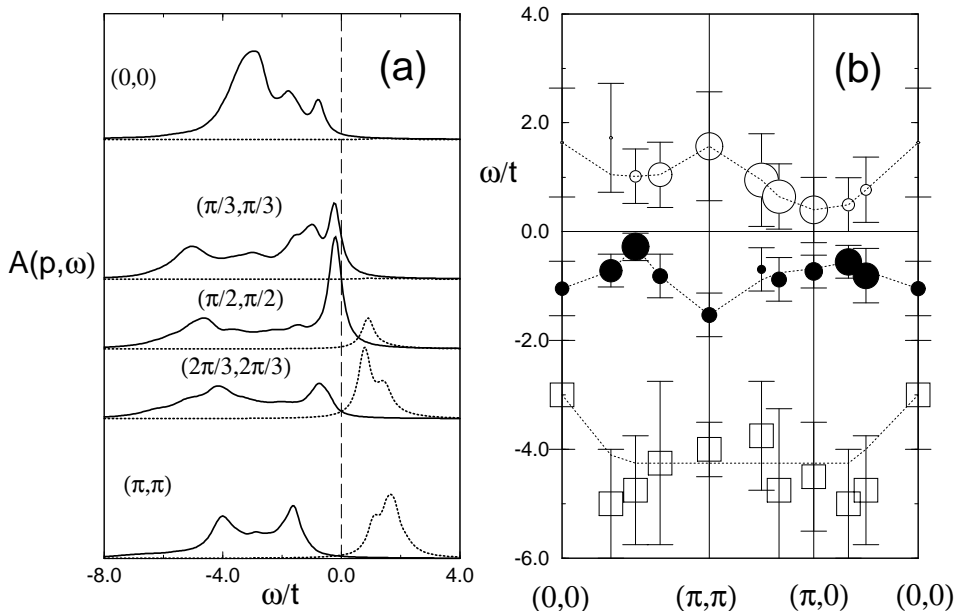 (a)
(0,0)
(π/3,π/3)
A(p,ω)
(π/2,π/2)
(2π/3,2π/3)
(π,π)
-8.0 -4.0 0.0 4.0
ω/t
(b)
4.0
2.0
ω/t
0.0
-2.0
-4.0
-6.0
(0,0) (π,π) (π,0) (0,0)